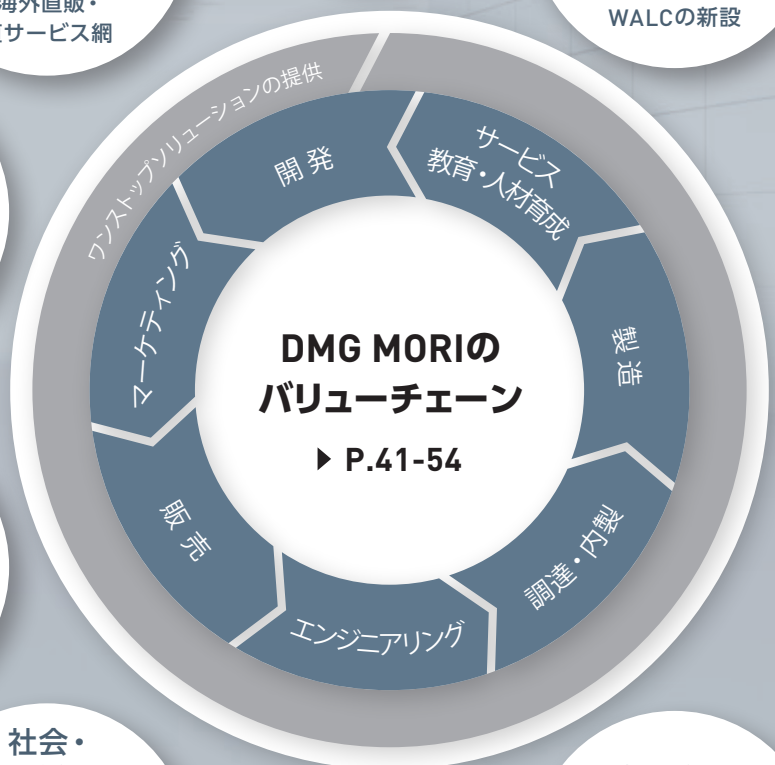 海外直販・
サービス網
WALCの新設
ワンストップソリューションの提供
開発
サービス
教育・人材育成
製造
調達・内製
エンジニアリング
販売
マーケティング
DMG MORIの
バリューチェーン
▶ P.41-54
社会・